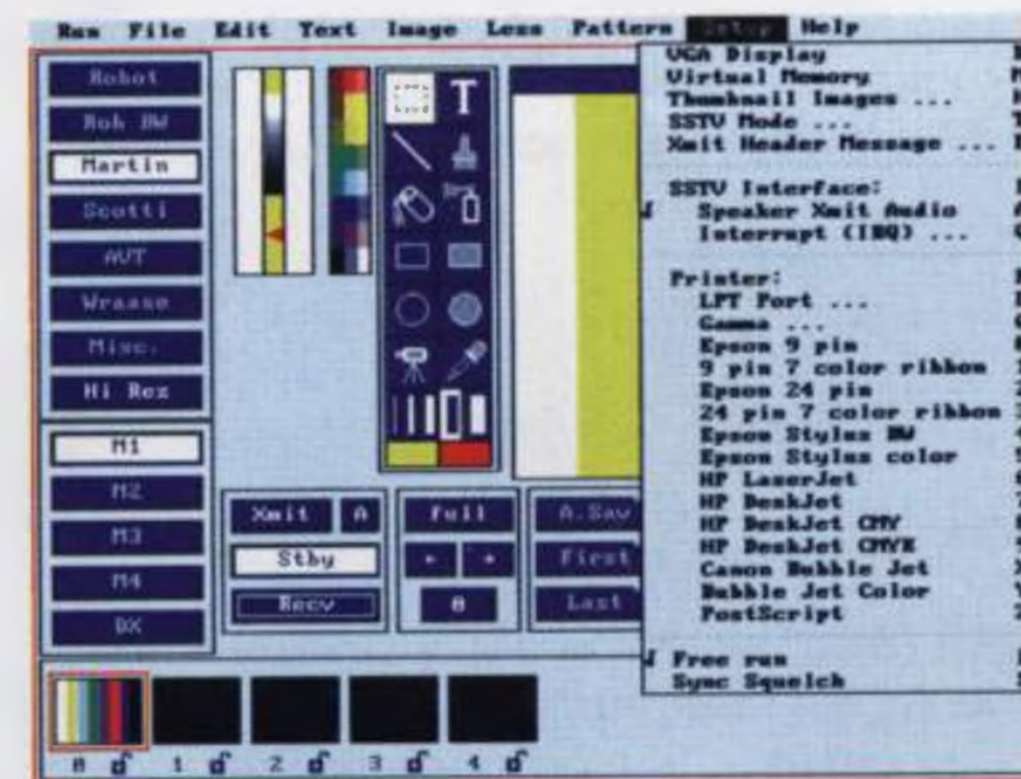 Run File Edit Text Image Less Pattern Setup Help
Robot
Rob BW
Martin
Scotti
AVT
Wraase
Misc.
Hi Rez
M1
M2
M3
M4
BX
T
Xmit A
Stby
Recv
Full
0
A.Sav
First
Last
VGA Display
Virtual Memory
Thumbnail Images ...
SSTV Mode ...
Xmit Header Message ...
SSTV Interface:
Speaker Xmit Audio
Interrupt (IRQ) ...
Printer:
LPT Port ...
Gamma ...
Epson 9 pin
9 pin 7 color ribbon
Epson 24 pin
24 pin 7 color ribbon
Epson Stylus BW
Epson Stylus color
HP LaserJet
HP DeskJet
HP DeskJet CMY
HP DeskJet CMYK
Canon Bubble Jet
Bubble Jet Color
PostScript
Free run
Sync Squelch
0 1 2 3 4